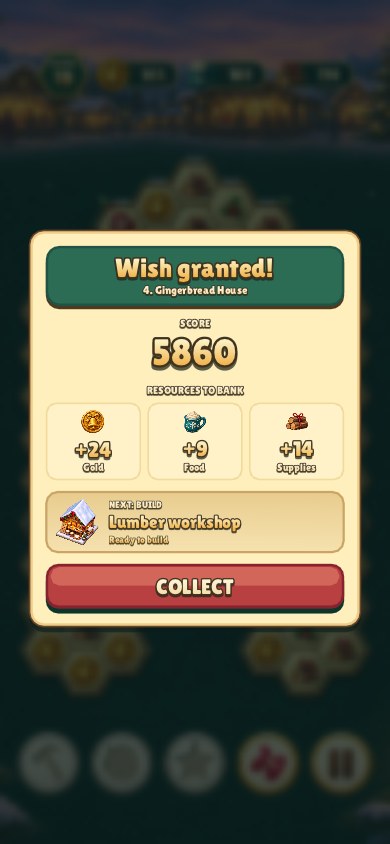 Wish granted!
4. Gingerbread House
SCORE
5860
RESOURCES TO BANK
+24
Gold
+9
Food
+14
Supplies
NEXT: BUILD
Lumber workshop
Ready to build
COLLECT